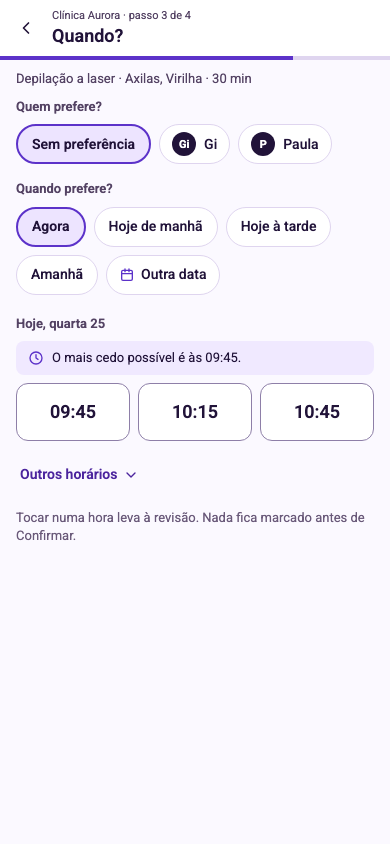 Clínica Aurora · passo 3 de 4
Quando?
Depilação a laser · Axilas, Virilha · 30 min
Quem prefere?
Sem preferência
Gi Gi
P Paula
Quando prefere?
Agora
Hoje de manhã
Hoje à tarde
Amanhã
Outra data
Hoje, quarta 25
O mais cedo possível é às 09:45.
09:45
10:15
10:45
Outros horários
Tocar numa hora leva à revisão. Nada fica marcado antes de
Confirmar.